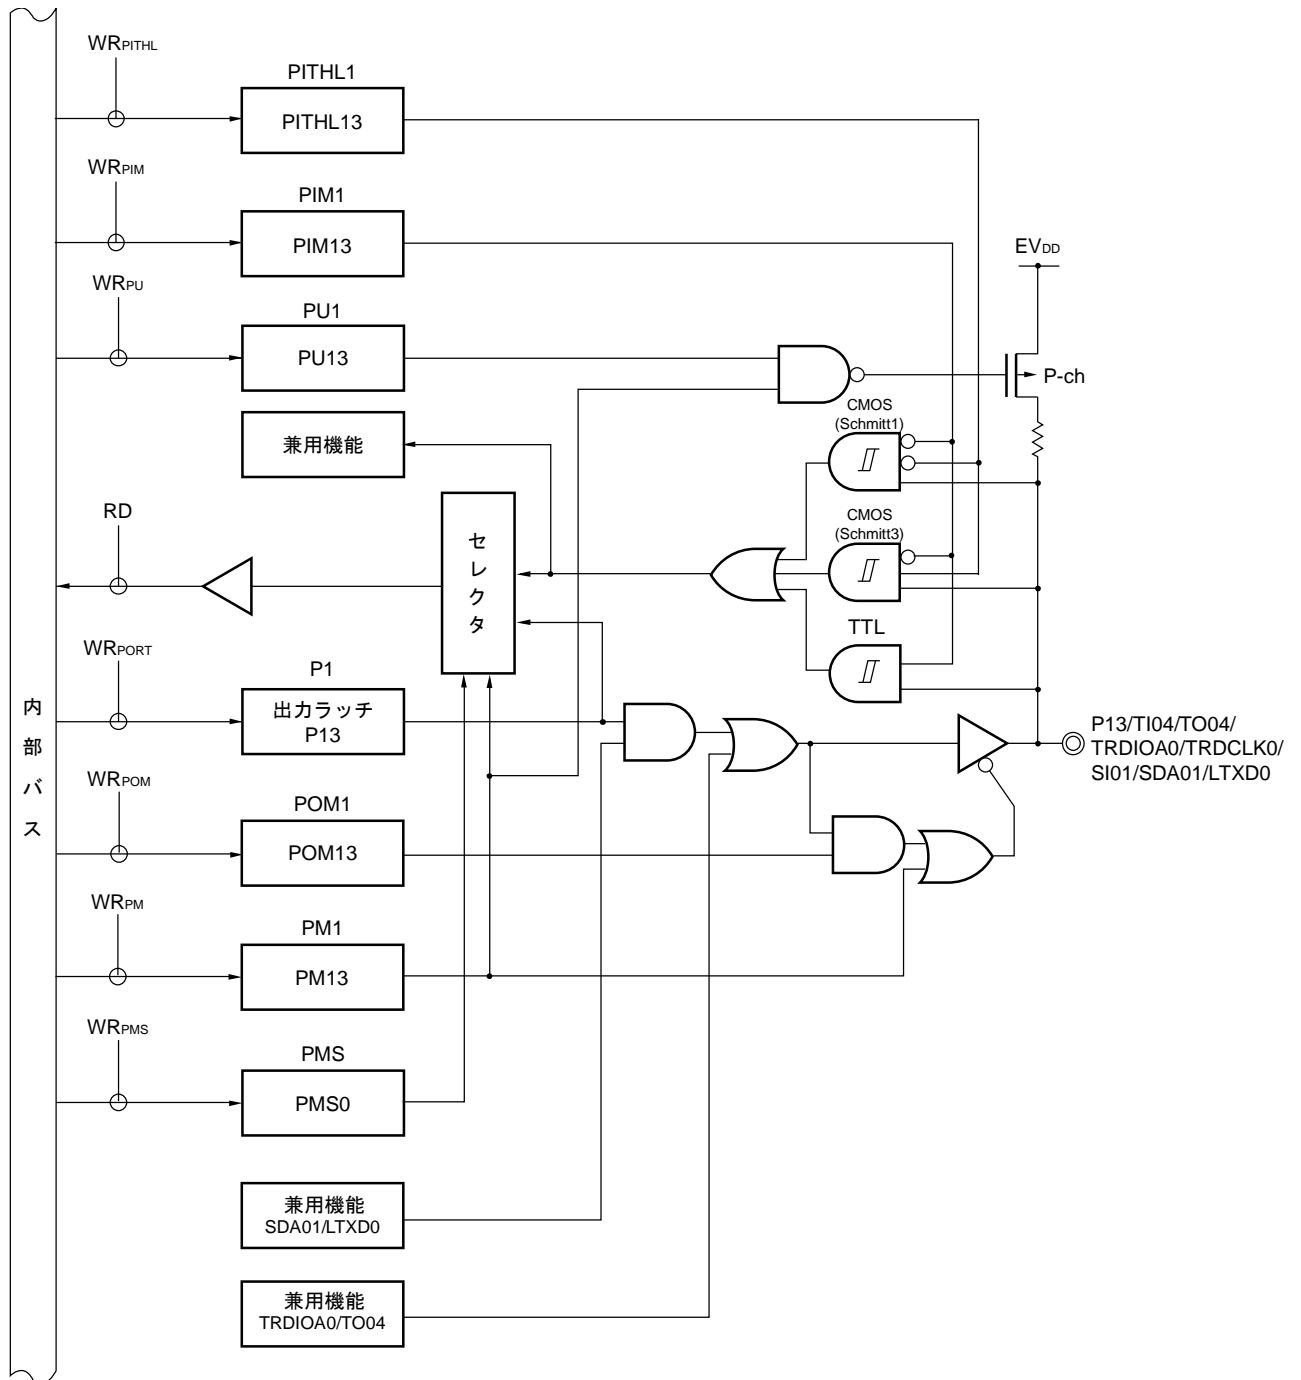 WRPITHL
PITHL1
PITHL13
WRPIM
PIM1
PIM13
EVDD
WRPU
PU1
PU13
P-ch
兼用機能
CMOS
(Schmitt1)
RD
セレクタ
CMOS
(Schmitt3)
TTL
WRPORT
P1
出力ラッチ
P13
内部バス
P13/TI04/TO04/
TRDIOA0/TRDCLK0/
SI01/SDA01/LTXD0
WRPOM
POM1
POM13
WRPM
PM1
PM13
WRPMS
PMS
PMS0
兼用機能
SDA01/LTXD0
兼用機能
TRDIOA0/TO04